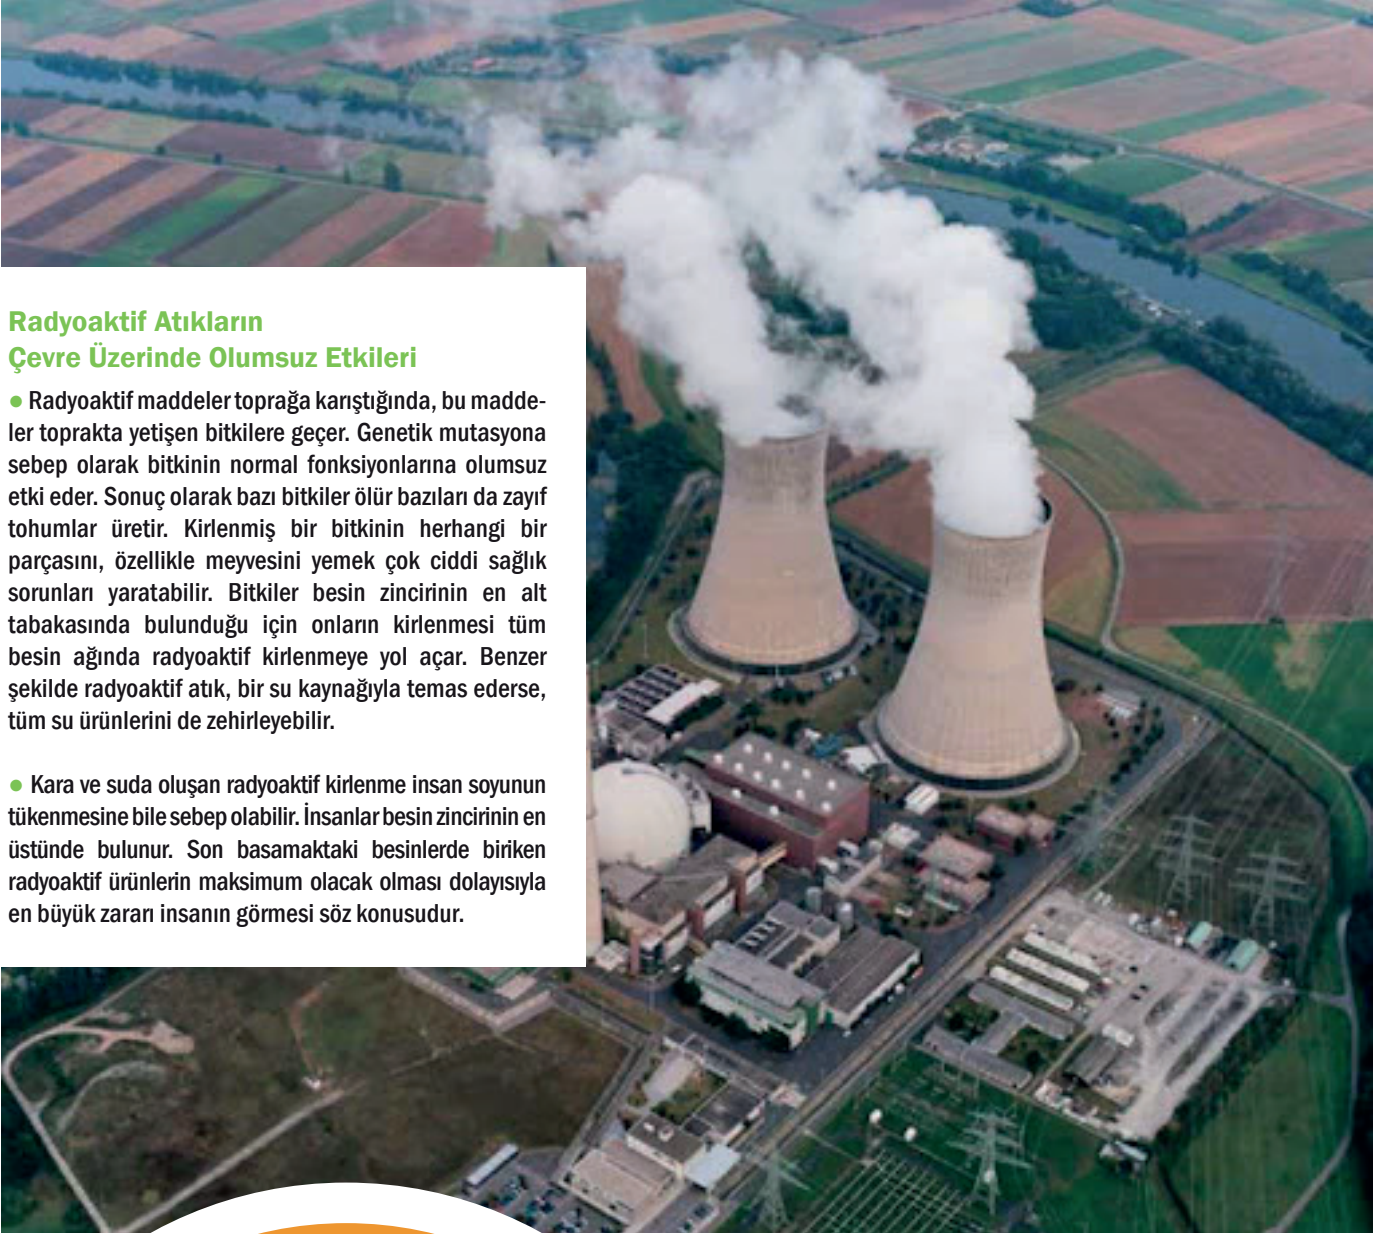 Radyoaktif Atıkların
Çevre Üzerinde Olumsuz Etkileri
● Radyoaktif maddeler toprağa karıştığında, bu madde-
ler toprakta yetişen bitkilere geçer. Genetik mutasyona
sebep olarak bitkinin normal fonksiyonlarına olumsuz
etki eder. Sonuç olarak bazı bitkiler ölür bazıları da zayıf
tohumlar üretir. Kirlenmiş bir bitkinin herhangi bir
parçasını, özellikle meyvesini yemek çok ciddi sağlık
sorunları yaratabilir. Bitkiler besin zincirinin en alt
tabakasında bulunduğu için onların kirlenmesi tüm
besin ağında radyoaktif kirlenmeye yol açar. Benzer
şekilde radyoaktif atık, bir su kaynağıyla temas ederse,
tüm su ürünlerini de zehirleyebilir.
● Kara ve suda oluşan radyoaktif kirlenme insan soyunun
tükenmesine bile sebep olabilir. İnsanlar besin zincirinin en
üstünde bulunur. Son basamaktaki besinlerde biriken
radyoaktif ürünlerin maksimum olacak olması dolayısıyla
en büyük zararı insanın görmesi söz konusudur.